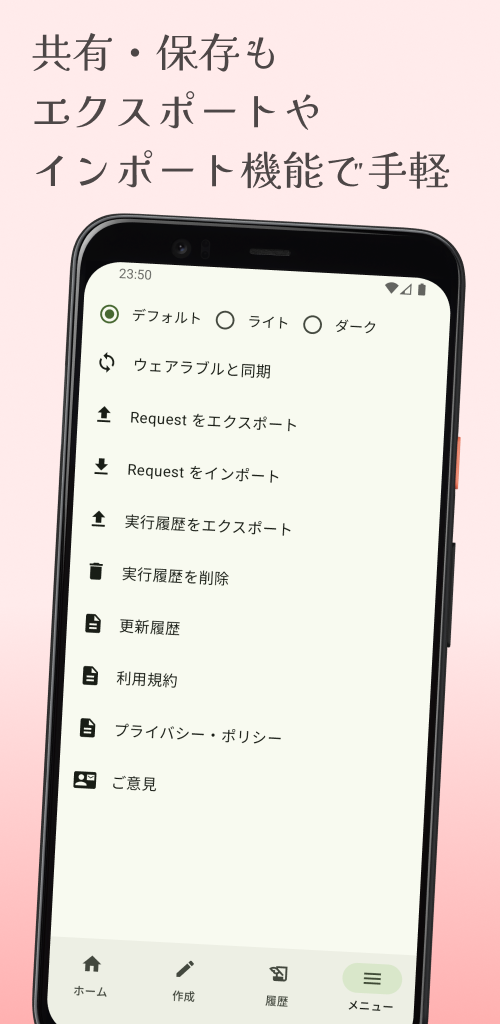 共有・保存も
エクスポートや
インポート機能で手軽
23:50
デフォルト ライト ダーク
ウェアラブルと同期
Request をエクスポート
Request をインポート
実行履歴をエクスポート
実行履歴を削除
更新履歴
利用規約
プライバシー・ポリシー
ご意見
ホーム 作成 履歴 メニュー